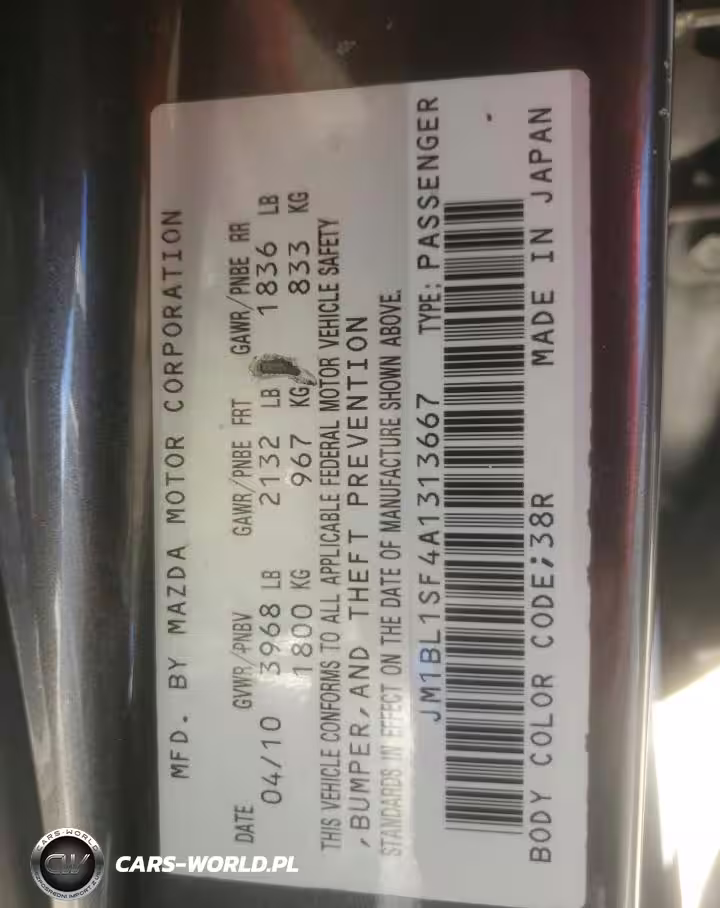 MFD. BY MAZDA MOTOR CORPORATION
DATE GVWR/PNBV GAWR/PNBE FRT GAWR/PNBE RR
04/10 3968 LB 2132 LB 1836 LB
1800 KG 967 KG 833 KG
THIS VEHICLE CONFORMS TO ALL APPLICABLE FEDERAL MOTOR VEHICLE SAFETY
,BUMPER,AND THEFT PREVENTION
STANDARDS IN EFFECT ON THE DATE OF MANUFACTURE SHOWN ABOVE.
JM1BL1SF4A1313667 TYPE: PASSENGER
BODY COLOR CODE;38R MADE IN JAPAN
CARS-WORLD
CW
CARS-WORLD.PL